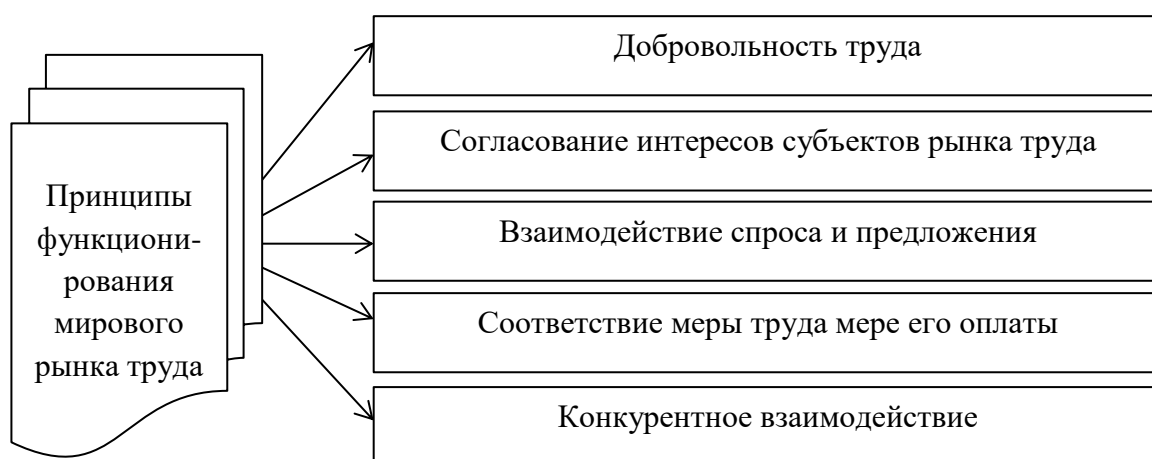 Принципы
функциони-
рования
мирового
рынка труда
Добровольность труда
Согласование интересов субъектов рынка труда
Взаимодействие спроса и предложения
Соответствие меры труда мере его оплаты
Конкурентное взаимодействие